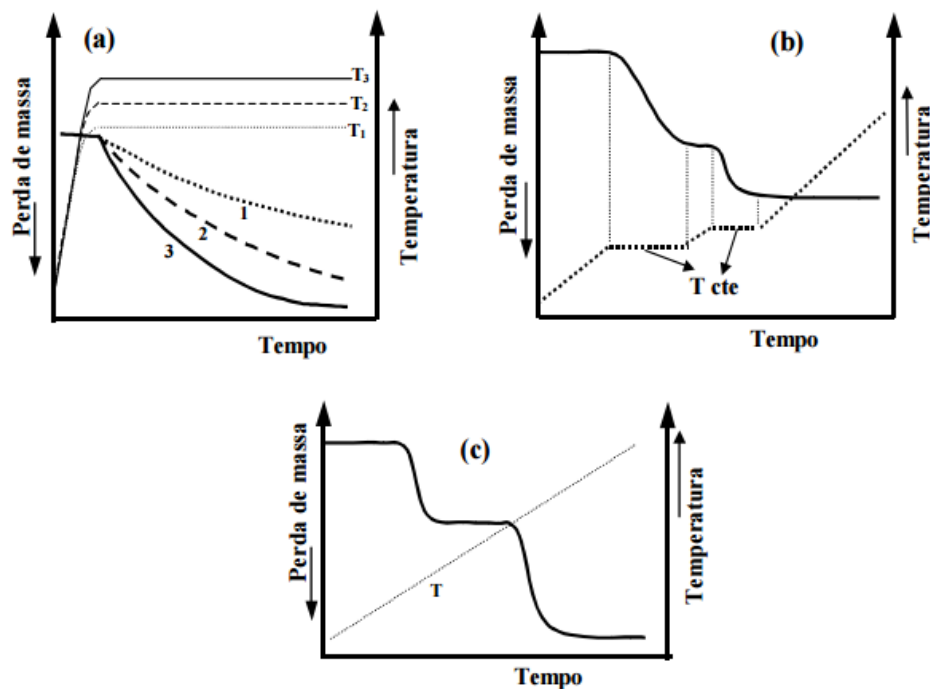 (a)
Perda de massa
T3
T2
T1
1
2
3
Temperatura
Tempo
(b)
Perda de massa
T cte
Temperatura
Tempo
(c)
Perda de massa
T
Temperatura
Tempo